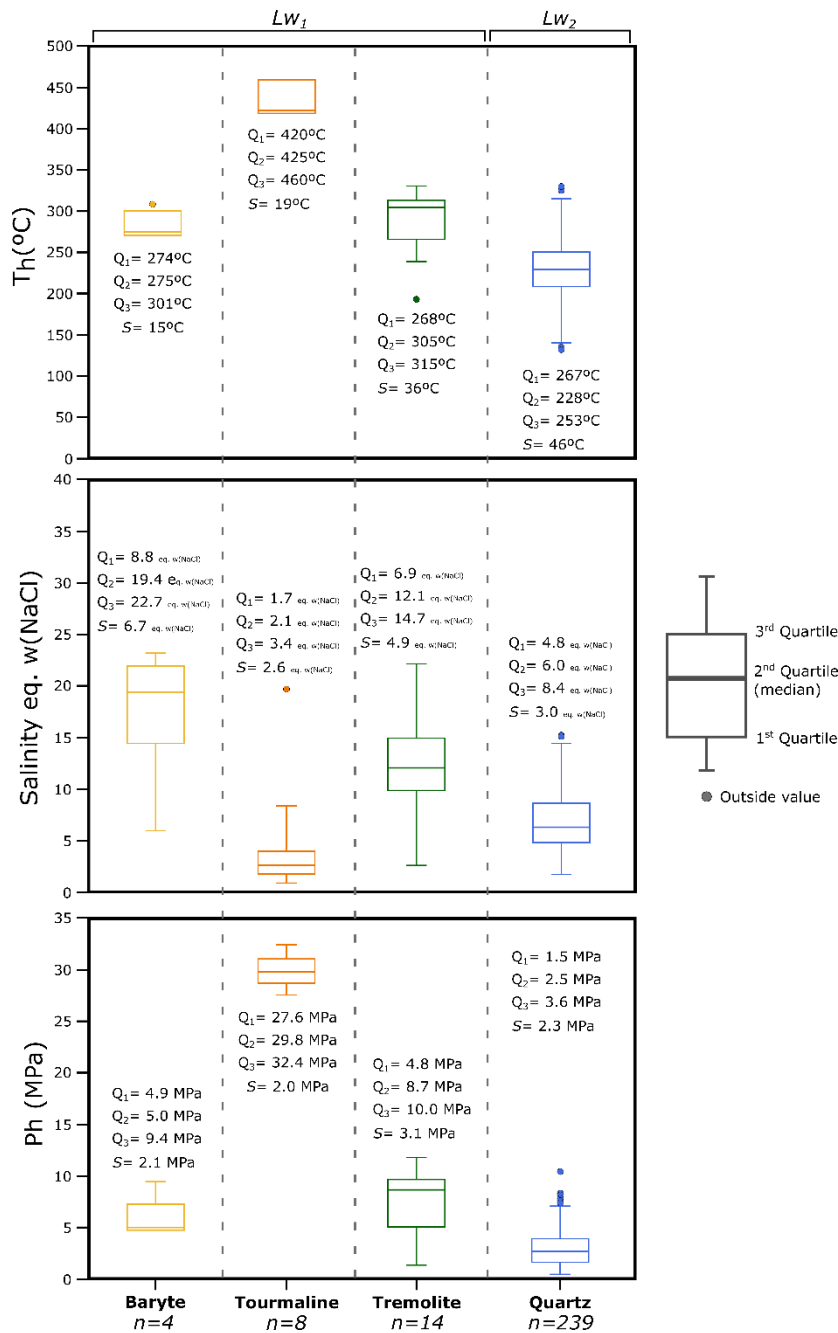 Lw1 Lw2
500
450
400
350
300
250
200
150
100
50
0
Th(ºC)
Q1= 274ºC
Q2= 275ºC
Q3= 301ºC
S= 15ºC
Q1= 420ºC
Q2= 425ºC
Q3= 460ºC
S= 19ºC
Q1= 268ºC
Q2= 305ºC
Q3= 315ºC
S= 36ºC
Q1= 267ºC
Q2= 228ºC
Q3= 253ºC
S= 46ºC
40
35
30
25
20
15
10
5
0
Salinity eq. w(NaCl)
Q1= 8.8 eq. w(NaCl)
Q2= 19.4 eq. w(NaCl)
Q3= 22.7 eq. w(NaCl)
S= 6.7 eq. w(NaCl)
Q1= 1.7 eq. w(NaCl)
Q2= 2.1 eq. w(NaCl)
Q3= 3.4 eq. w(NaCl)
S= 2.6 eq. w(NaCl)
Q1= 6.9 eq. w(NaCl)
Q2= 12.1 eq. w(NaCl)
Q3= 14.7 eq. w(NaCl)
S= 4.9 eq. w(NaCl)
Q1= 4.8 eq. w(NaC )
Q2= 6.0 eq. w(NaC )
Q3= 8.4 eq. w(NaC )
S= 3.0 eq. w(NaCl)
3rd Quartile
2nd Quartile
(median)
1st Quartile
Outside value
35
30
25
20
15
10
5
0
Ph (MPa)
Q1= 4.9 MPa
Q2= 5.0 MPa
Q3= 9.4 MPa
S= 2.1 MPa
Q1= 27.6 MPa
Q2= 29.8 MPa
Q3= 32.4 MPa
S= 2.0 MPa
Q1= 4.8 MPa
Q2= 8.7 MPa
Q3= 10.0 MPa
S= 3.1 MPa
Q1= 1.5 MPa
Q2= 2.5 MPa
Q3= 3.6 MPa
S= 2.3 MPa
Baryte Tourmaline Tremolite Quartz
n=4 n=8 n=14 n=239